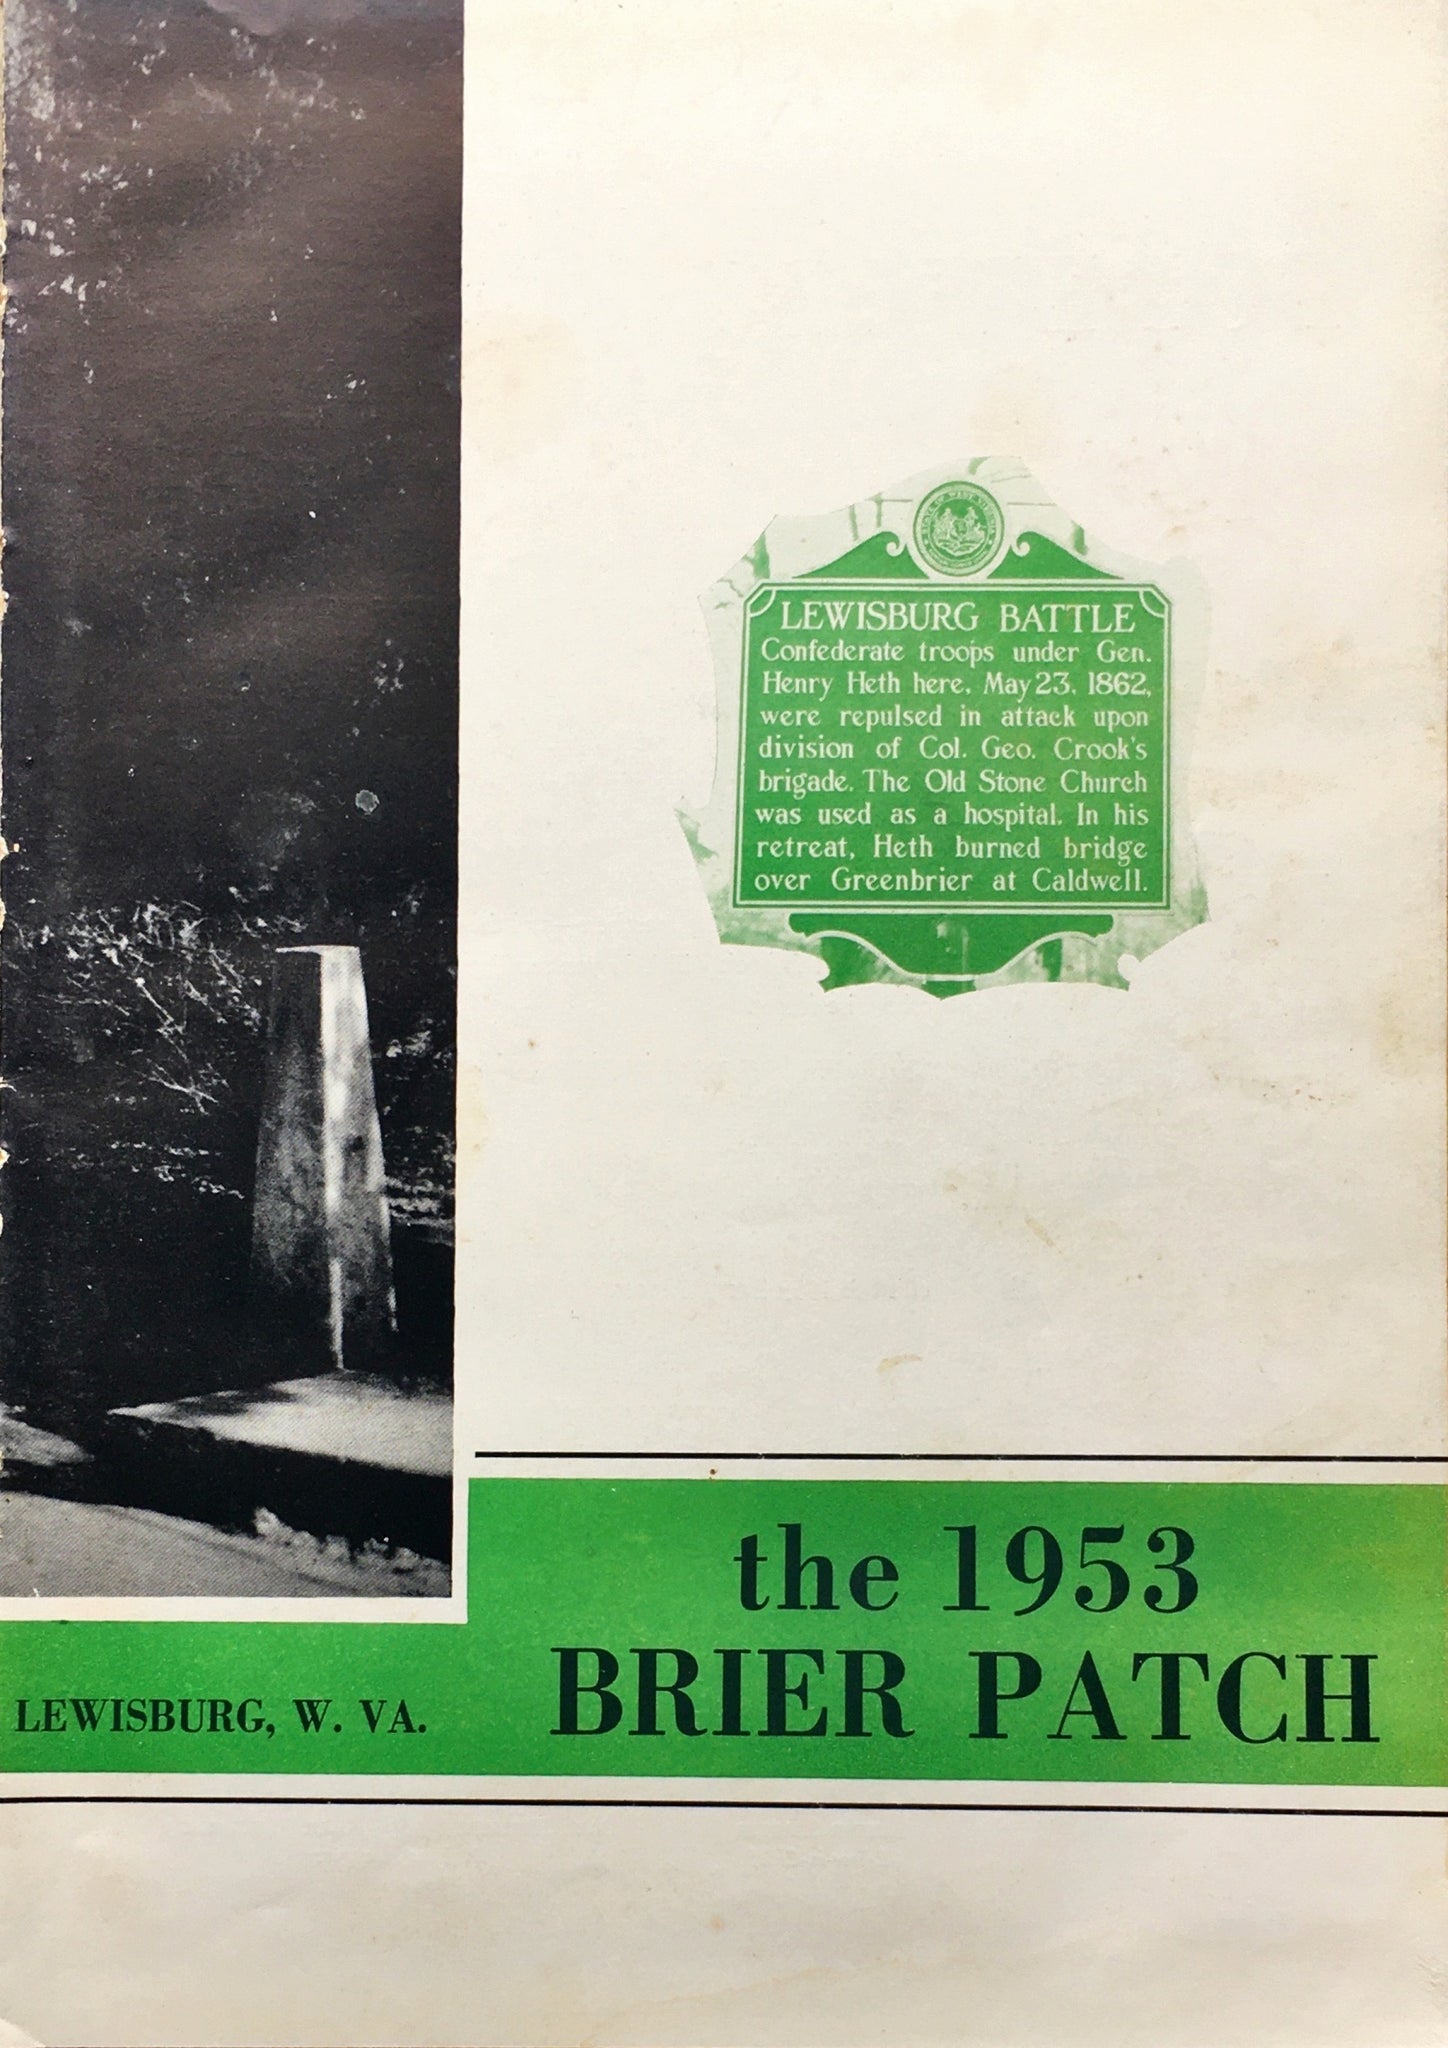 LEWISBURG BATTLE
Confederate troops under Gen.
Henry Heth here, May 23, 1862,
were repulsed in attack upon
division of Col. Geo. Crook's
brigade. The Old Stone Church
was used as a hospital. In his
retreat, Heth burned bridge
over Greenbrier at Caldwell.
the 1953
BRIER PATCH
LEWISBURG, W. VA.